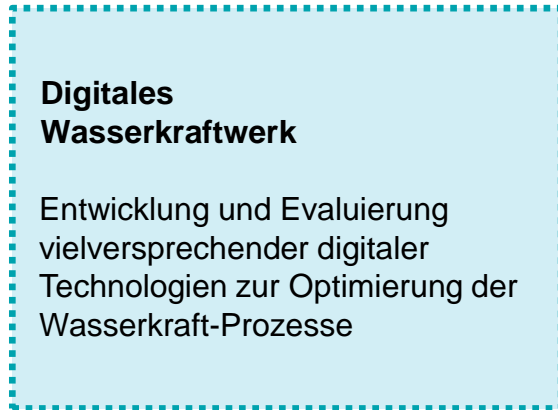 Digitales
Wasserkraftwerk
Entwicklung und Evaluierung
vielversprechender digitaler
Technologien zur Optimierung der
Wasserkraft-Prozesse